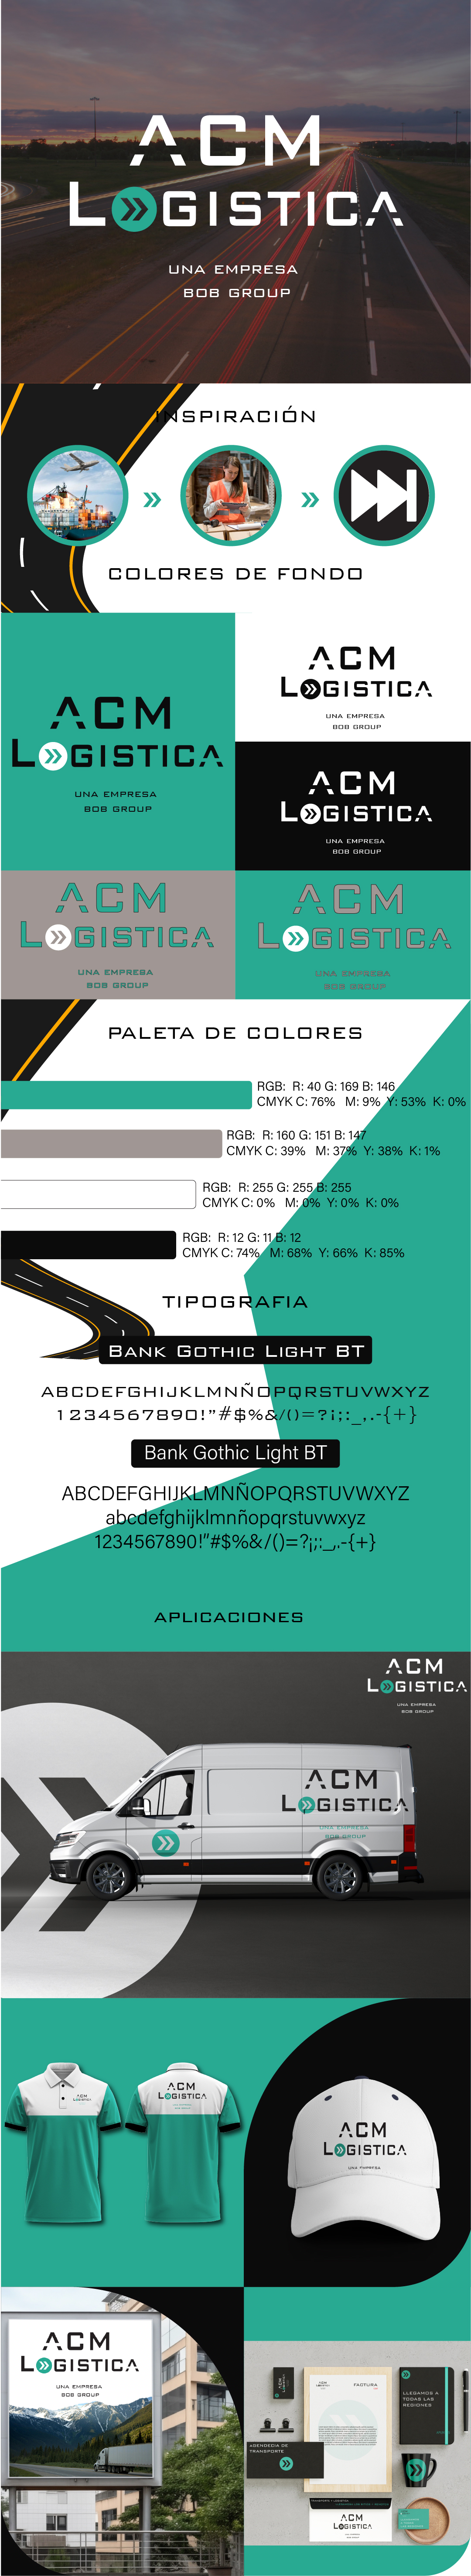 ACM
LOGISTICA
UNA EMPRESA
BOB GROUP
INSPIRACIÓN
COLORES DE FONDO
ACM
LOGISTICA
UNA EMPRESA
BOB GROUP
ACM
LOGISTICA
UNA EMPRESA
BOB GROUP
ACM
LOGISTICA
UNA EMPRESA
BOB GROUP
ACM
LOGISTICA
UNA EMPRESA
BOB GROUP
ACM
LOGISTICA
UNA EMPRESA
BOB GROUP
PALETA DE COLORES
RGB: R: 40 G: 169 B: 146
CMYK C: 76% M: 9% Y: 53% K: 0%
RGB: R: 160 G: 151 B: 147
CMYK C: 39% M: 37% Y: 38% K: 1%
RGB: R: 255 G: 255 B: 255
CMYK C: 0% M: 0% Y: 0% K: 0%
RGB: R: 12 G: 11 B: 12
CMYK C: 74% M: 68% Y: 66% K: 85%
TIPOGRAFIA
BANK GOTHIC LIGHT BT
ABCDEFGHIJKLMNÑOPQRSTUVWXYZ
1234567890!"#$%&/()=?¡;:_,.-{+}
Bank Gothic Light BT
ABCDEFGHIJKLMNÑOPQRSTUVWXYZ
abcdefghijklmnñopqrstuvwxyz
1234567890!"#$%&/()=?¡;:_,.-{+}
APLICACIONES
ACM
LOGISTICA
UNA EMPRESA
BOB GROUP
ACM
LOGISTICA
UNA EMPRESA
BOB GROUP
ACM
LOGISTICA
ACM
LOGISTICA
ACM
LOGISTICA
UNA EMPRESA
ACM
LOGISTICA
UNA EMPRESA
BOB GROUP
FACTURA
LLEGAMOS A
TODAS LAS
REGIONES
TRANSPORTE
ACM
LOGISTICA